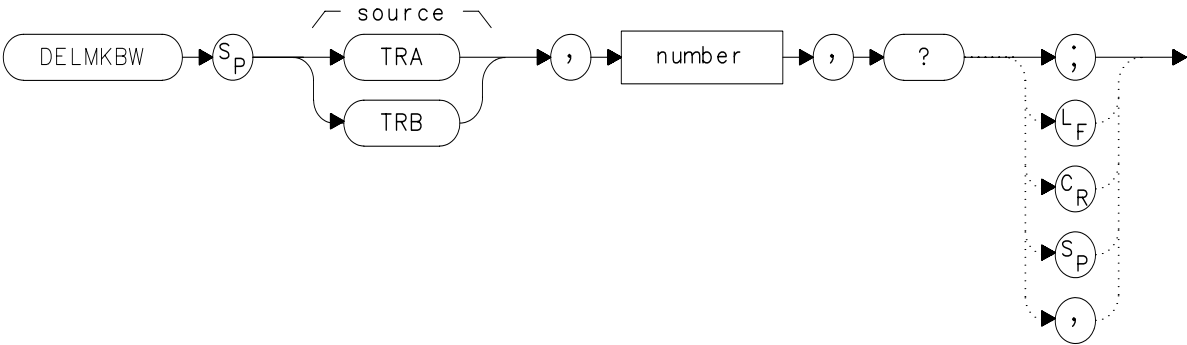 source
DELMKBW SP TRA , number , ? ;
TRB LF
CR
SP
,